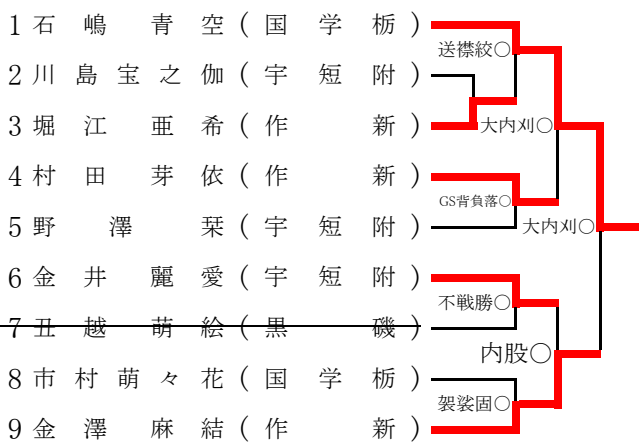 1 石嶋青空(国学栃)
送襟絞○
2 川島宝之伽(宇短附)
3 堀江亜希(作新)
大内刈○
4 村田芽依(作新)
GS背負落○
5 野澤栞(宇短附)
大内刈○
6 金井麗愛(宇短附)
不戦勝○
7 丑越萌絵(黒磯)
内股○
8 市村萌々花(国学栃)
袈裟固○
9 金澤麻結(作新)